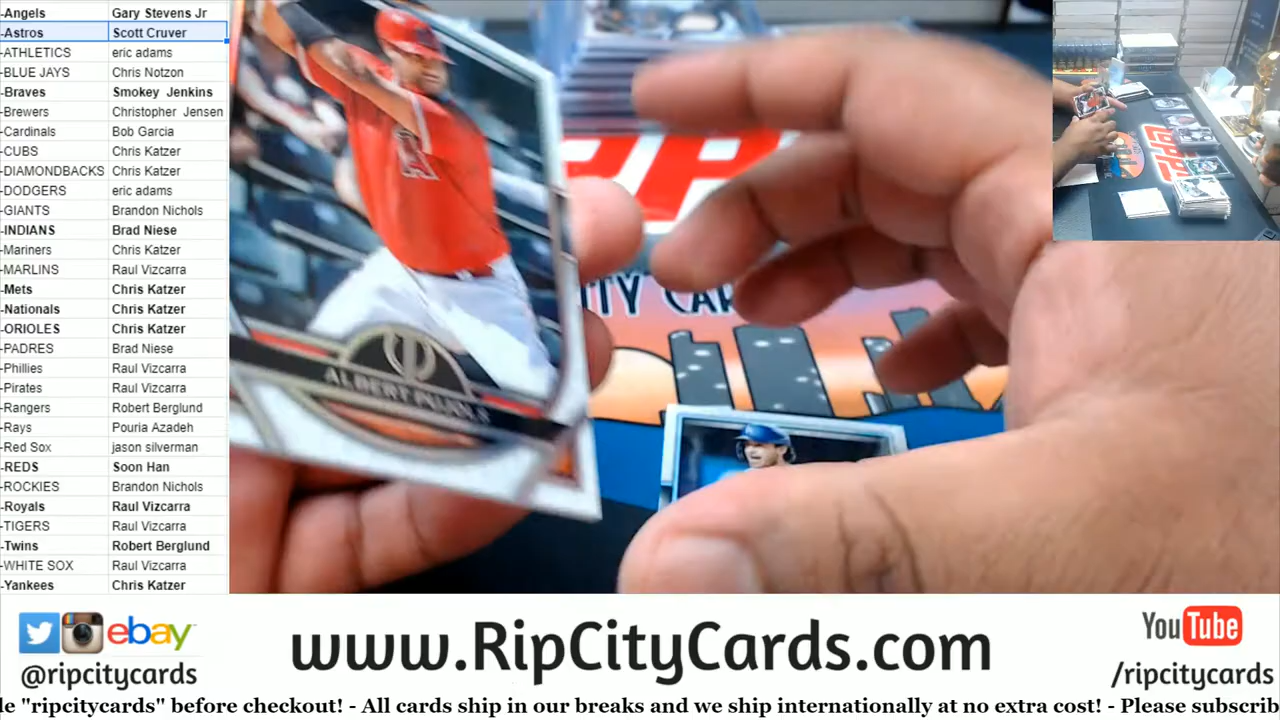 -Angels Gary Stevens Jr
-Astros Scott Cruver
-ATHLETICS eric adams
-BLUE JAYS Chris Notzon
-Braves Smokey Jenkins
-Brewers Christopher Jensen
-Cardinals Bob Garcia
-CUBS Chris Katzer
-DIAMONDBACKS Chris Katzer
-DODGERS eric adams
-GIANTS Brandon Nichols
-INDIANS Brad Niese
-Mariners Chris Katzer
-MARLINS Raul Vizcarra
-Mets Chris Katzer
-Nationals Chris Katzer
-ORIOLES Chris Katzer
-PADRES Brad Niese
-Phillies Raul Vizcarra
-Pirates Raul Vizcarra
-Rangers Robert Berglund
-Rays Pouria Azadeh
-Red Sox jason silverman
-REDS Soon Han
-ROCKIES Brandon Nichols
-Royals Raul Vizcarra
-TIGERS Raul Vizcarra
-Twins Robert Berglund
-WHITE SOX Raul Vizcarra
-Yankees Chris Katzer
A
ALBERT PUJOLS
PP
ITY CAR
TOPPS
ebay
@ripcitycards
www.RipCityCards.com
YouTube
/ripcitycards
le "ripcitycards" before checkout! - All cards ship in our breaks and we ship internationally at no extra cost! - Please subscrib